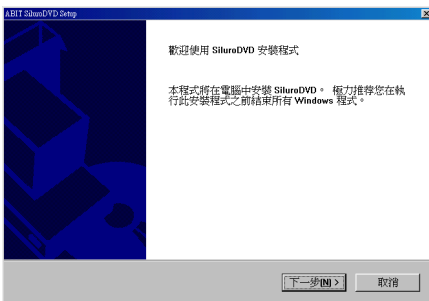 ABIT SiluroDVD Setup
歡迎使用 SiluroDVD 安裝程式
本程式將在電腦中安裝 SiluroDVD。 極力推荐您在執
行此安裝程式之前結束所有 Windows 程式。
下一步(N) >
取消